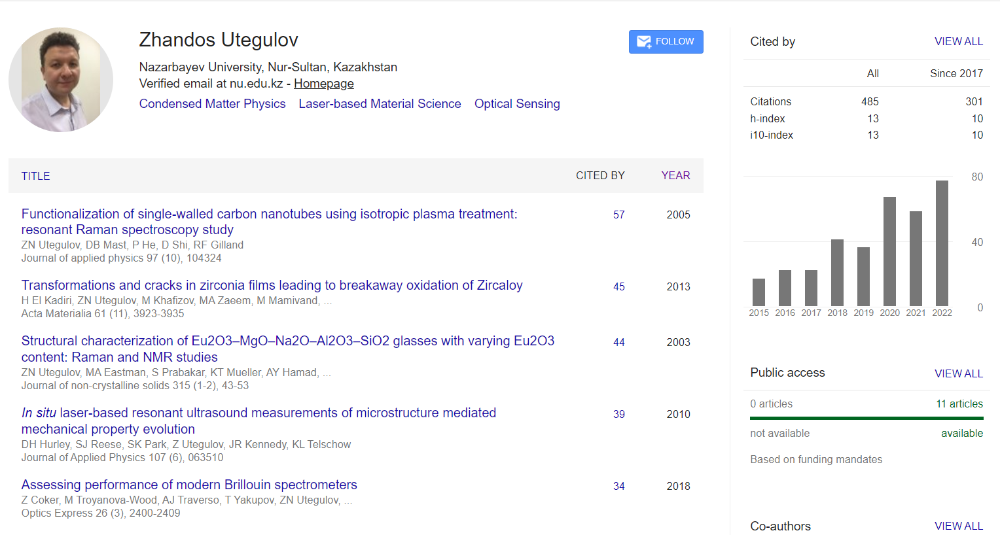 Zhandos Utegulov
FOLLOW
Nazarbayev University, Nur-Sultan, Kazakhstan
Verified email at nu.edu.kz - Homepage
Condensed Matter Physics Laser-based Material Science Optical Sensing
TITLE CITED BY YEAR
Functionalization of single-walled carbon nanotubes using isotropic plasma treatment: 57 2005
resonant Raman spectroscopy study
ZN Utegulov, DB Mast, P He, D Shi, RF Gilland
Journal of applied physics 97 (10), 104324
Transformations and cracks in zirconia films leading to breakaway oxidation of Zircaloy 45 2013
H El Kadiri, ZN Utegulov, M Khafizov, MA Zaeem, M Mamivand, ...
Acta Materialia 61 (11), 3923-3935
Structural characterization of Eu2O3–MgO–Na2O–Al2O3–SiO2 glasses with varying Eu2O3 44 2003
content: Raman and NMR studies
ZN Utegulov, MA Eastman, S Prabakar, KT Mueller, AY Hamad, ...
Journal of non-crystalline solids 315 (1-2), 43-53
In situ laser-based resonant ultrasound measurements of microstructure mediated 39 2010
mechanical property evolution
DH Hurley, SJ Reese, SK Park, Z Utegulov, JR Kennedy, KL Telschow
Journal of Applied Physics 107 (6), 063510
Assessing performance of modern Brillouin spectrometers 34 2018
Z Coker, M Troyanova-Wood, AJ Traverso, T Yakupov, ZN Utegulov, ...
Optics Express 26 (3), 2400-2409
Cited by VIEW ALL
All Since 2017
Citations 485 301
h-index 13 10
i10-index 13 10
80
40
0
2015 2016 2017 2018 2019 2020 2021 2022
Public access VIEW ALL
0 articles 11 articles
not available available
Based on funding mandates
Co-authors VIEW ALL